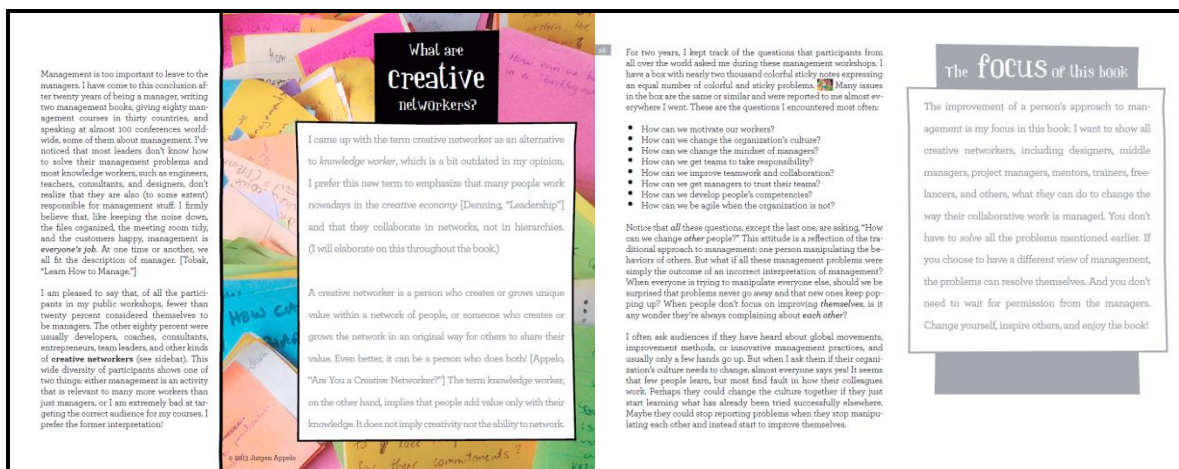 Management is too important to leave to the
managers. I have come to this conclusion af-
ter twenty years of being a manager, writing
two management books, giving eighty man-
agement courses in thirty countries, and
speaking at almost 100 conferences world-
wide, some of them about management. I've
noticed that most leaders don't know how
to solve their management problems and
most knowledge workers, such as engineers,
teachers, consultants, and designers, don't
realize that they are also (to some extent)
responsible for management stuff. I firmly
believe that, like keeping the noise down,
the files organized, the meeting room tidy,
and the customers happy, management is
everyone's job. At one time or another, we
all fit the description of manager. [Tobak,
"Learn How to Manage."]
I am pleased to say that, of all the partici-
pants in my public workshops, fewer than
twenty percent considered themselves to
be managers. The other eighty percent were
usually developers, coaches, consultants,
entrepreneurs, team leaders, and other kinds
of creative networkers (see sidebar). This
wide diversity of participants shows one of
two things: either management is an activity
that is relevant to many more workers than
just managers, or I am extremely bad at tar-
geting the correct audience for my courses. I
prefer the former interpretation!
What are
creative
networkers?
I came up with the term creative networker as an alternative
to knowledge worker, which is a bit outdated in my opinion.
I prefer this new term to emphasize that many people work
nowadays in the creative economy [Denning, "Leadership"]
and that they collaborate in networks, not in hierarchies.
(I will elaborate on this throughout the book.)
A creative networker is a person who creates or grows unique
value within a network of people, or someone who creates or
grows the network in an original way for others to share their
value. Even better, it can be a person who does both! [Appelo,
"Are You a Creative Networker?"] The term knowledge worker,
on the other hand, implies that people add value only with their
knowledge. It does not imply creativity nor the ability to network.
© 2013 Jurgen Appelo
For two years, I kept track of the questions that participants from
all over the world asked me during these management workshops. I
have a box with nearly two thousand colorful sticky notes expressing
an equal number of colorful and sticky problems. Many issues
in the box are the same or similar and were reported to me almost ev-
erywhere I went. These are the questions I encountered most often:
• How can we motivate our workers?
• How can we change the organization's culture?
• How can we change the mindset of managers?
• How can we get teams to take responsibility?
• How can we improve teamwork and collaboration?
• How can we get managers to trust their teams?
• How can we develop people's competencies?
• How can we be agile when the organization is not?
Notice that all these questions, except the last one, are asking, "How
can we change other people?" This attitude is a reflection of the tra-
ditional approach to management: one person manipulating the be-
haviors of others. But what if all these management problems were
simply the outcome of an incorrect interpretation of management?
When everyone is trying to manipulate everyone else, should we be
surprised that problems never go away and that new ones keep pop-
ping up? When people don't focus on improving themselves, is it
any wonder they're always complaining about each other?
I often ask audiences if they have heard about global movements,
improvement methods, or innovative management practices, and
usually only a few hands go up. But when I ask them if their organi-
zation's culture needs to change, almost everyone says yes! It seems
that few people learn, but most find fault in how their colleagues
work. Perhaps they could change the culture together if they just
start learning what has already been tried successfully elsewhere.
Maybe they could stop reporting problems when they stop manipu-
lating each other and instead start to improve themselves.
The focus of this book
The improvement of a person's approach to man-
agement is my focus in this book. I want to show all
creative networkers, including designers, middle
managers, project managers, mentors, trainers, free-
lancers, and others, what they can do to change the
way their collaborative work is managed. You don't
have to solve all the problems mentioned earlier. If
you choose to have a different view of management,
the problems can resolve themselves. And you don't
need to wait for permission from the managers.
Change yourself, inspire others, and enjoy the book!